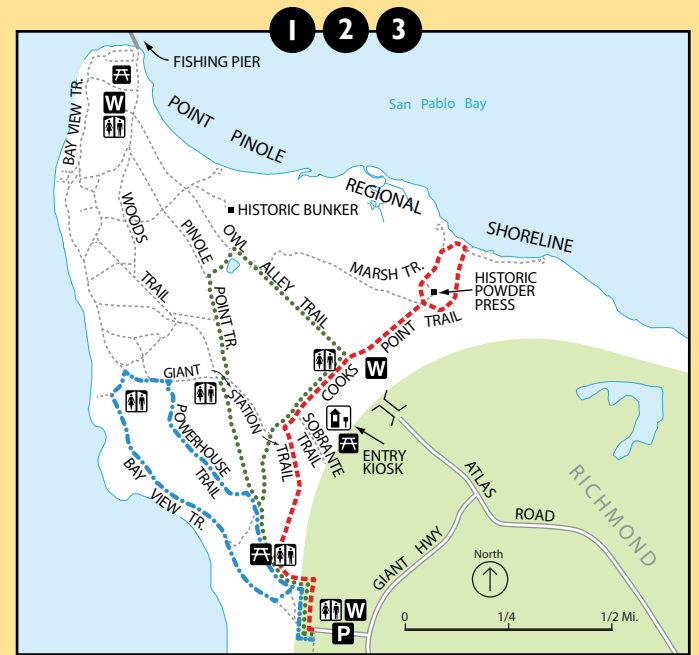 1 2 3
FISHING PIER
San Pablo Bay
W
BAY VIEW TR.
POINT PINOLE
REGIONAL
SHORELINE
HISTORIC BUNKER
WOODS
TRAIL
PINOLE
POINT TR.
OWL
ALLEY TRAIL
MARSH TR.
HISTORIC
POWDER
PRESS
COOKS
POINT TRAIL
W
GIANT
STATION
TRAIL
SOBRANTE
TRAIL
ENTRY
KIOSK
POWERHOUSE
TRAIL
BAY VIEW TR.
ATLAS
ROAD
RICHMOND
GIANT HWY
North
W
P
0 1/4 1/2 Mi.